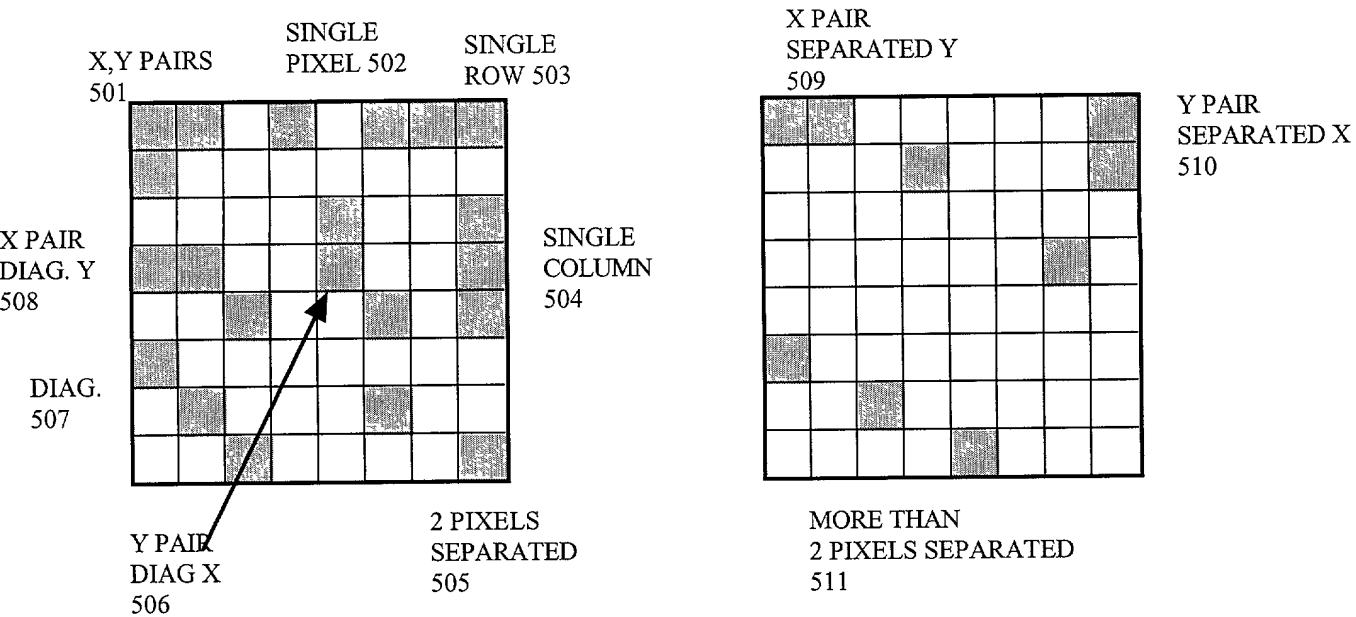 X,Y PAIRS
501
SINGLE
PIXEL 502
SINGLE
ROW 503
X PAIR
DIAG. Y
508
SINGLE
COLUMN
504
DIAG.
507
Y PAIR
DIAG X
506
2 PIXELS
SEPARATED
505
X PAIR
SEPARATED Y
509
Y PAIR
SEPARATED X
510
MORE THAN
2 PIXELS SEPARATED
511